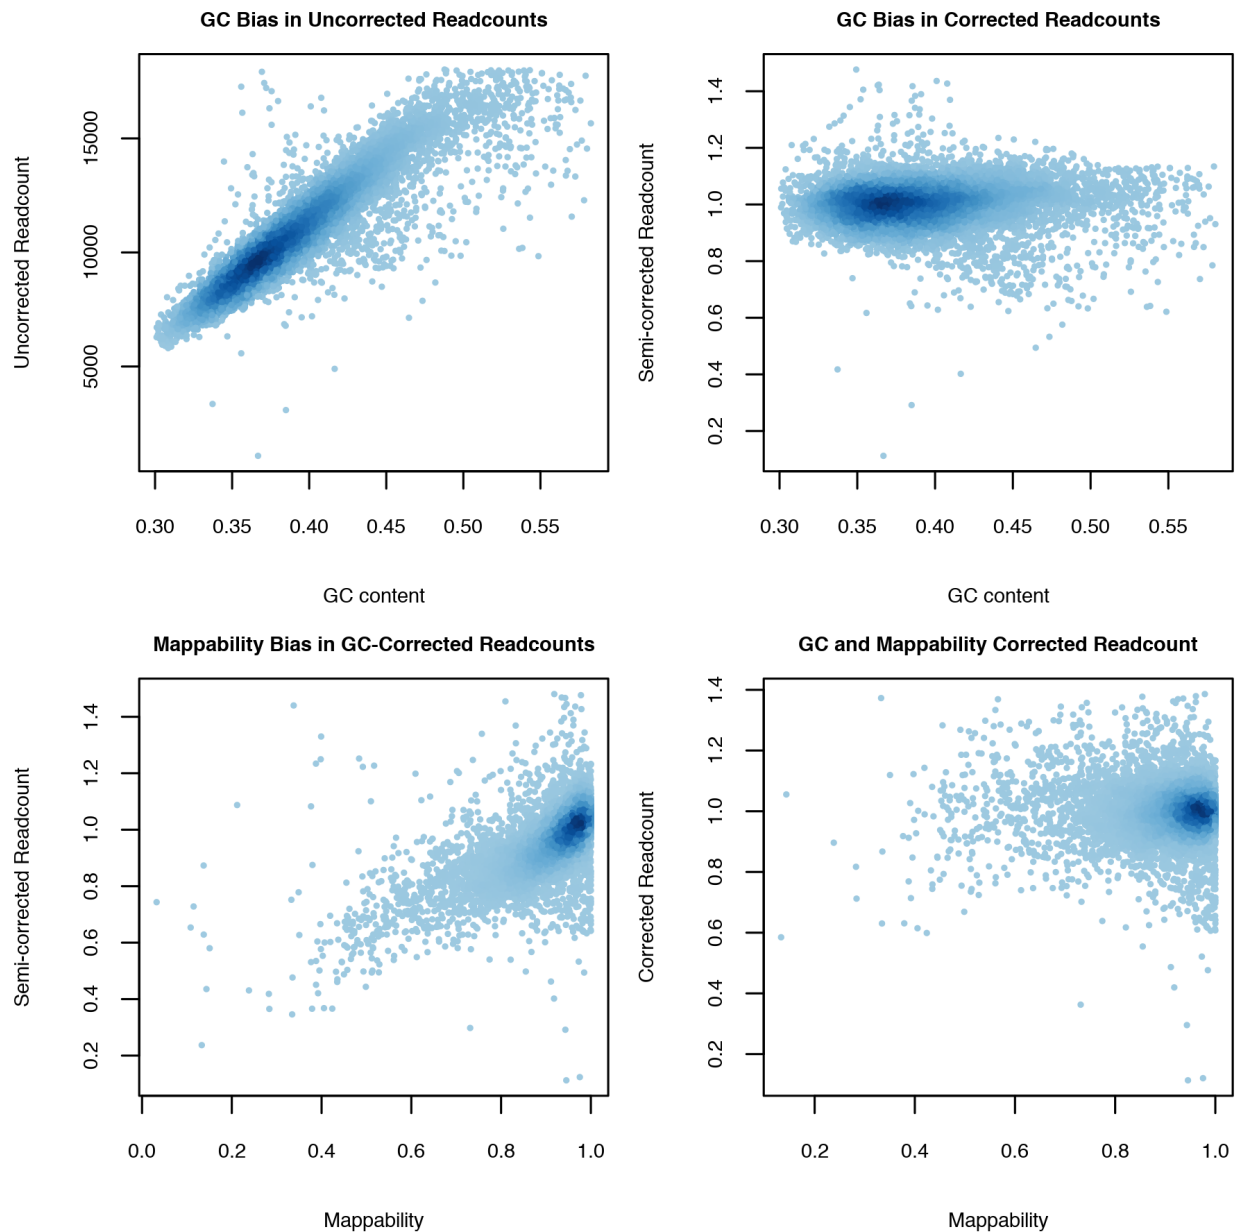 GC Bias in Uncorrected Readcounts
Uncorrected Readcount
15000
10000
5000
0.30 0.35 0.40 0.45 0.50 0.55
GC content
GC Bias in Corrected Readcounts
Semi-corrected Readcount
1.4
1.2
1.0
0.8
0.6
0.4
0.2
0.30 0.35 0.40 0.45 0.50 0.55
GC content
Mappability Bias in GC-Corrected Readcounts
Semi-corrected Readcount
1.4
1.2
1.0
0.8
0.6
0.4
0.2
0.0 0.2 0.4 0.6 0.8 1.0
Mappability
GC and Mappability Corrected Readcount
Corrected Readcount
1.4
1.2
1.0
0.8
0.6
0.4
0.2
0.2 0.4 0.6 0.8 1.0
Mappability